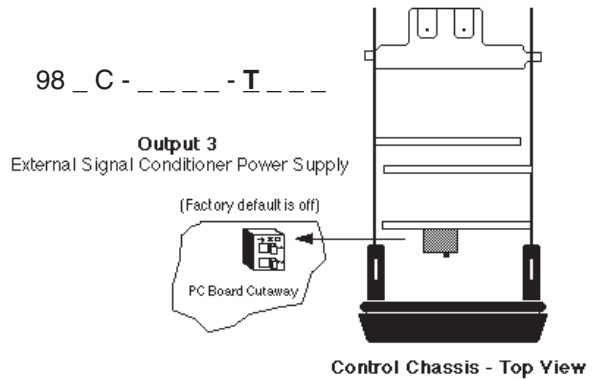 98 _ C - _ _ _ _ - T _ _ _
Output 3
External Signal Conditioner Power Supply
(Factory default is off)
PC Board Cutaway
Control Chassis - Top View